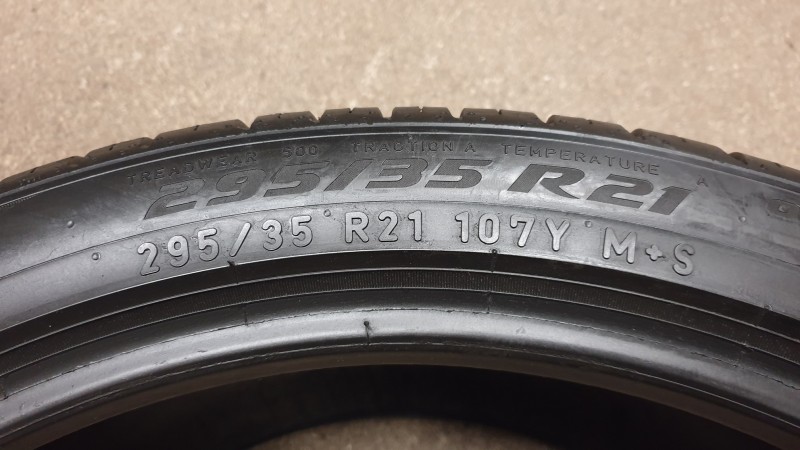 TREADWEAR 500 TRACTION A TEMPERATURE A
295/35 R21
295/35 R21 107Y M+S